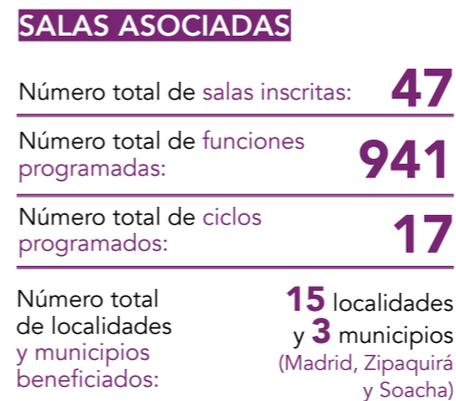 SALAS ASOCIADAS
Número total de salas inscritas: 47
Número total de funciones
programadas: 941
Número total de ciclos
programados: 17
Número total
de localidades
y municipios
beneficiados:
15 localidades
y 3 municipios
(Madrid, Zipaquirá
y Soacha)